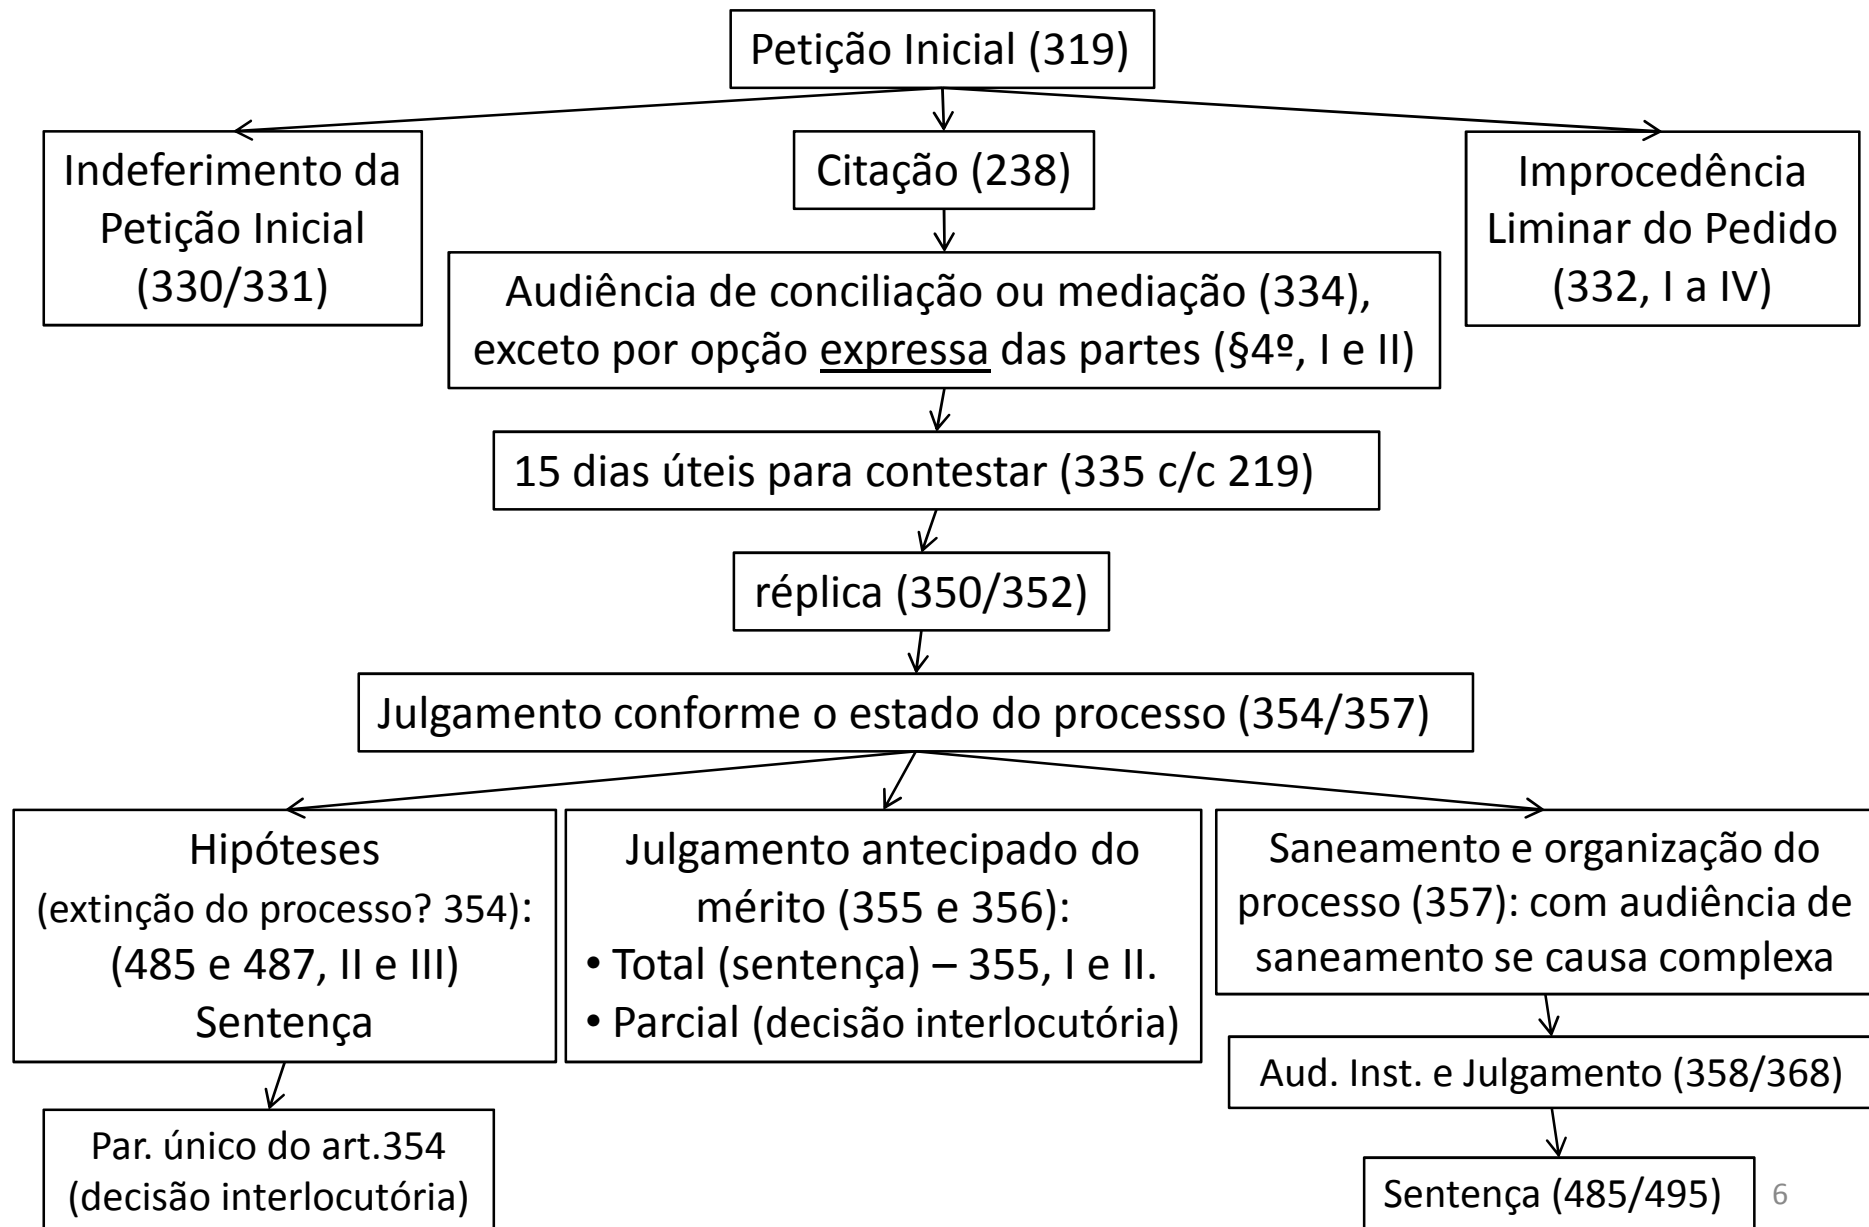 Petição Inicial (319)
Indeferimento da
Petição Inicial
(330/331)
Citação (238)
Improcedência
Liminar do Pedido
(332, I a IV)
Audiência de conciliação ou mediação (334),
exceto por opção expressa das partes (§4º, I e II)
15 dias úteis para contestar (335 c/c 219)
réplica (350/352)
Julgamento conforme o estado do processo (354/357)
Hipóteses
(extinção do processo? 354):
(485 e 487, II e III)
Sentença
Julgamento antecipado do
mérito (355 e 356):
• Total (sentença) – 355, I e II.
• Parcial (decisão interlocutória)
Saneamento e organização do
processo (357): com audiência de
saneamento se causa complexa
Aud. Inst. e Julgamento (358/368)
Par. único do art.354
(decisão interlocutória)
Sentença (485/495)
6